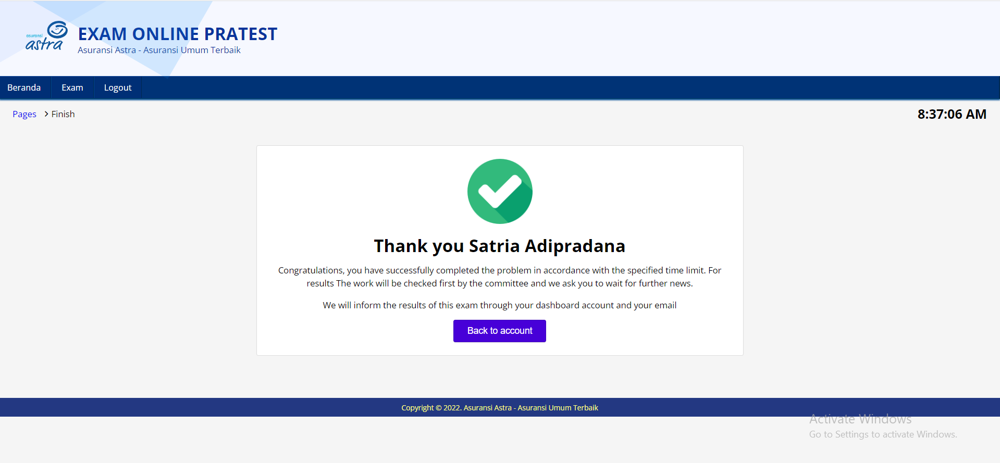 asuransi
astra
EXAM ONLINE PRATEST
Asuransi Astra - Asuransi Umum Terbaik
Beranda
Exam
Logout
Pages
Finish
8:37:06 AM
Thank you Satria Adipradana
Congratulations, you have successfully completed the problem in accordance with the specified time limit. For
results The work will be checked first by the committee and we ask you to wait for further news.
We will inform the results of this exam through your dashboard account and your email
Back to account
Copyright © 2022. Asuransi Astra - Asuransi Umum Terbaik
Activate Windows
Go to Settings to activate Windows.